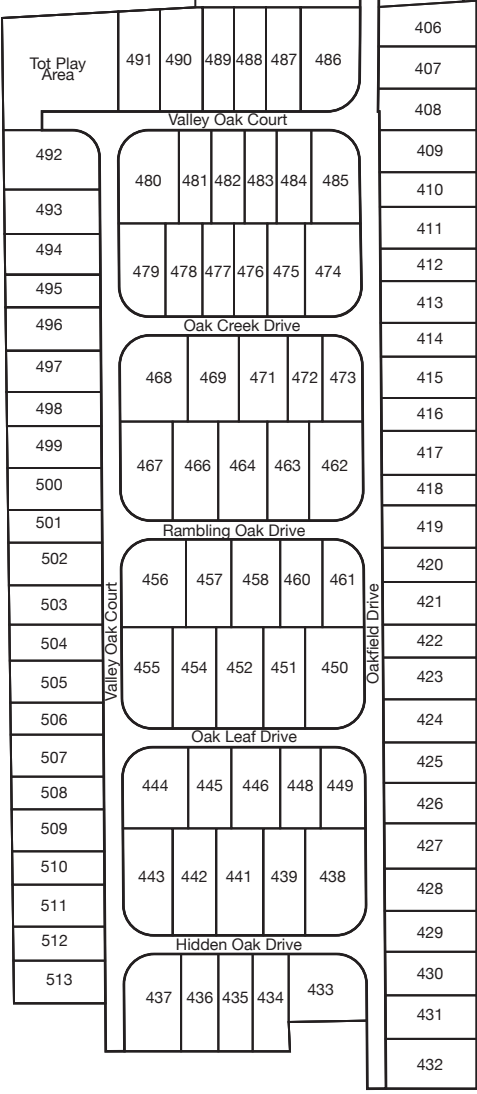 Tot Play
Area
491 490 489 488 487 486
406
407
408
Valley Oak Court
492
493
494
495
496
497
498
499
500
501
502
503
504
505
506
507
508
509
510
511
512
513
480 481 482 483 484 485
479 478 477 476 475 474
Oak Creek Drive
468 469 471 472 473
467 466 464 463 462
Rambling Oak Drive
456 457 458 460 461
455 454 452 451 450
Valley Oak Court
Oakfield Drive
Oak Leaf Drive
444 445 446 448 449
443 442 441 439 438
Hidden Oak Drive
437 436 435 434 433
409
410
411
412
413
414
415
416
417
418
419
420
421
422
423
424
425
426
427
428
429
430
431
432